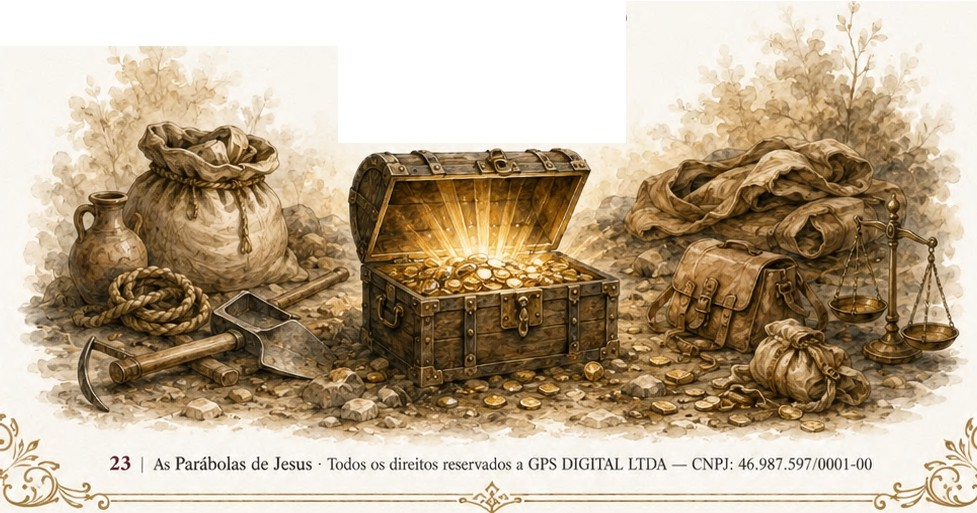 23 | As Parábolas de Jesus · Todos os direitos reservados a GPS DIGITAL LTDA — CNPJ: 46.987.597/0001-00